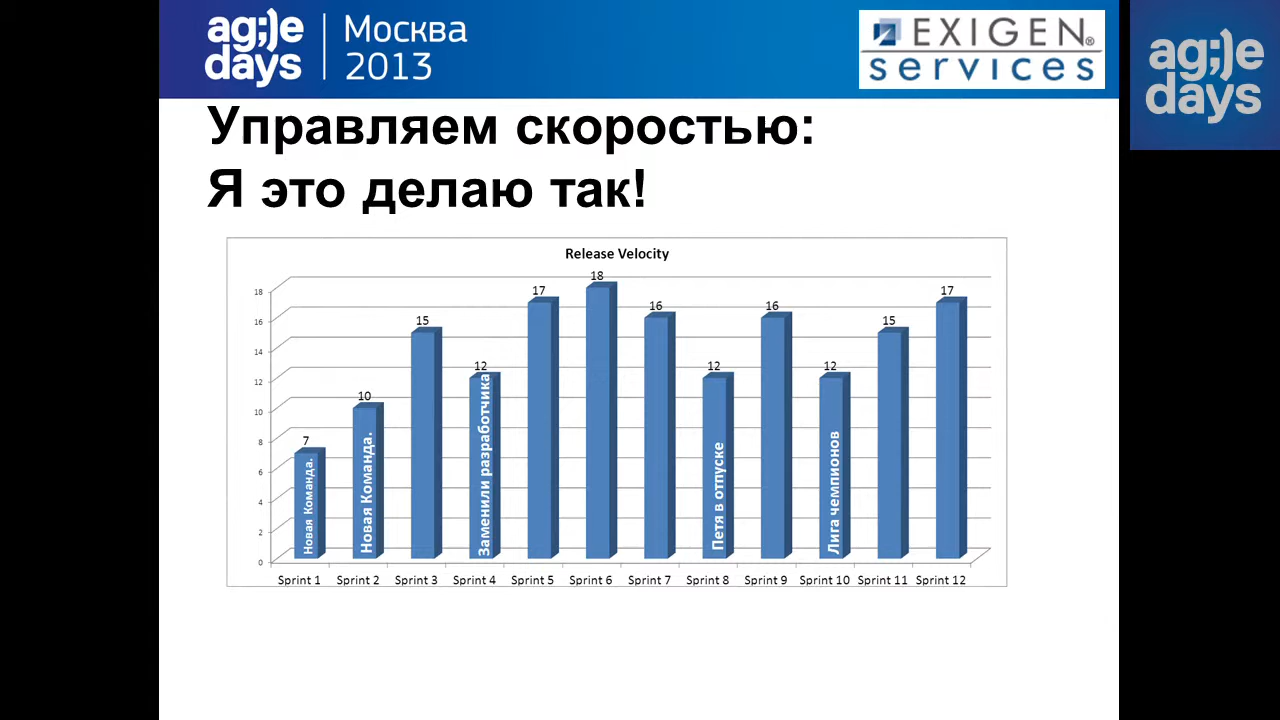 ag;)e
days
Москва
2013
EXIGEN®
services
ag;)e
days
Управляем скоростью:
Я это делаю так!
Release Velocity
18
16
14
12
10
8
6
4
2
0
7
10
15
12
17
18
16
12
16
12
15
17
Новая Команда.
Новая Команда.
Заменили разработчика
Петя в отпуске
Лига чемпионов
Sprint 1
Sprint 2
Sprint 3
Sprint 4
Sprint 5
Sprint 6
Sprint 7
Sprint 8
Sprint 9
Sprint 10
Sprint 11
Sprint 12